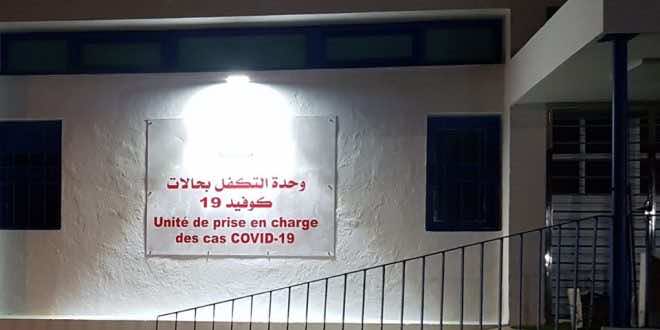 وحدة التكفل بحالات
كوفيد 19
Unité de prise en charge
des cas COVID-19